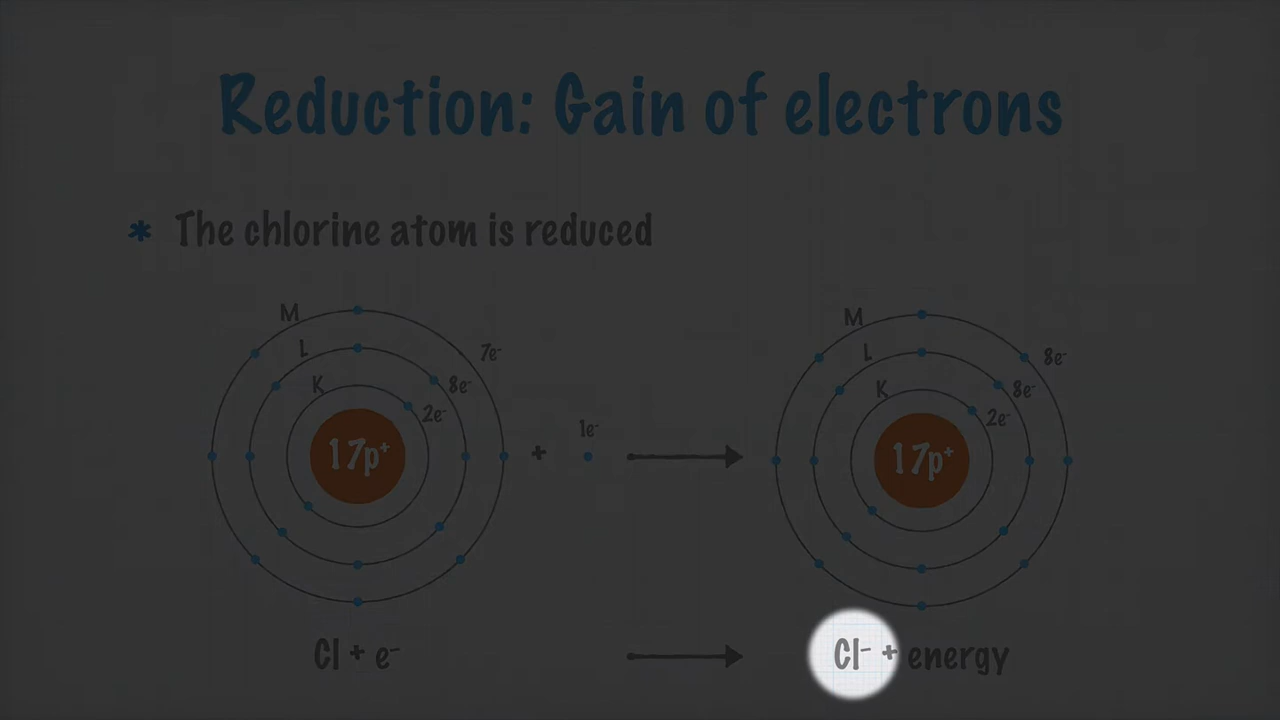 Reduction: Gain of electrons
* The chlorine atom is reduced
M
L
K
7e⁻
8e⁻
2e⁻
17p⁺
+
1e⁻
M
L
K
8e⁻
8e⁻
2e⁻
17p⁺
Cl + e⁻
Cl⁻ + energy